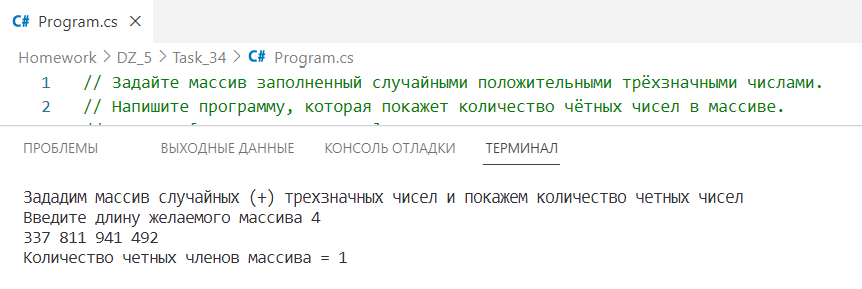 C# Program.cs ×
Homework > DZ_5 > Task_34 > C# Program.cs
1 // Задайте массив заполненный случайными положительными трёхзначными числами.
2 // Напишите программу, которая покажет количество чётных чисел в массиве.
ПРОБЛЕМЫ ВЫХОДНЫЕ ДАННЫЕ КОНСОЛЬ ОТЛАДКИ ТЕРМИНАЛ
Зададим массив случайных (+) трехзначных чисел и покажем количество четных чисел
Введите длину желаемого массива 4
337 811 941 492
Количество четных членов массива = 1